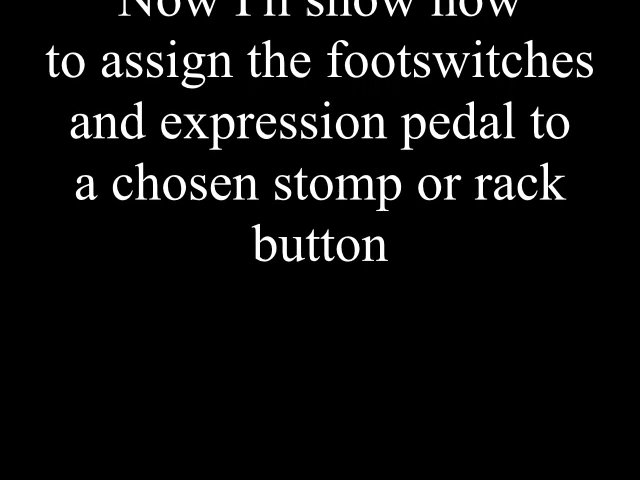 Now I'll show how
to assign the footswitches
and expression pedal to
a chosen stomp or rack
button